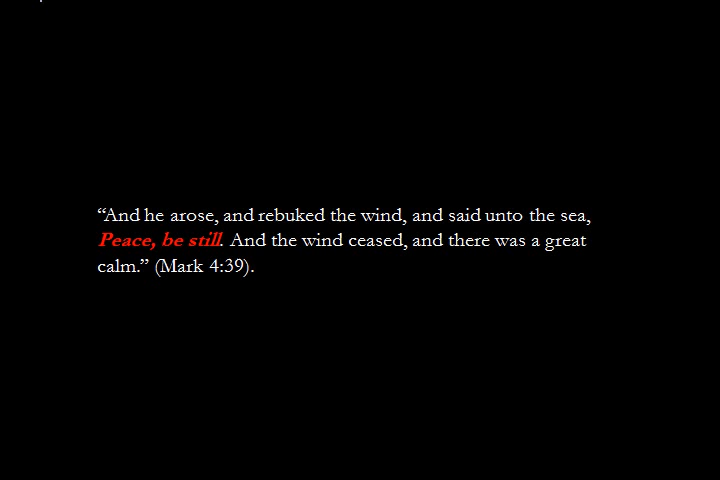 “And he arose, and rebuked the wind, and said unto the sea,
Peace, be still. And the wind ceased, and there was a great
calm.” (Mark 4:39).